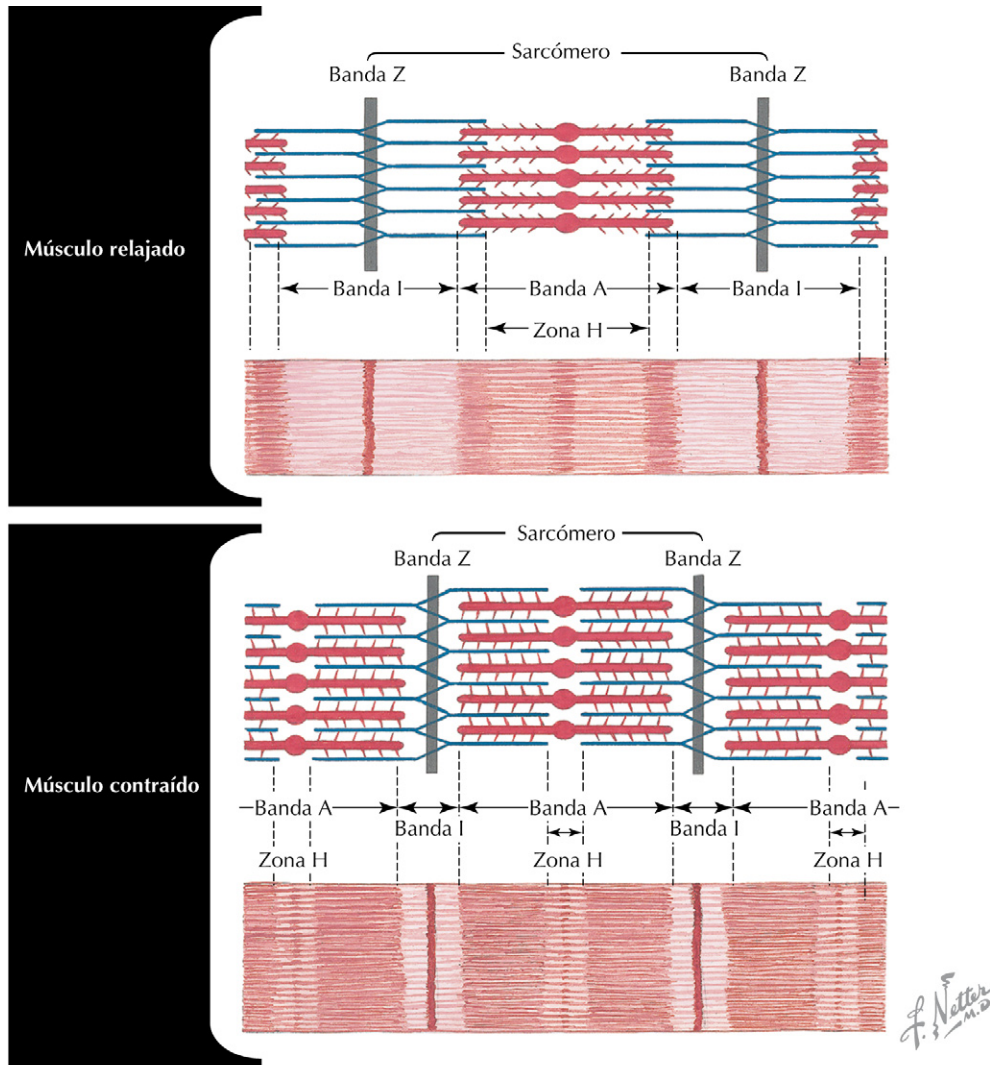 Sarcómero
Banda Z
Banda Z
Músculo relajado
Banda I
Banda A
Banda I
Zona H
Sarcómero
Banda Z
Banda Z
Músculo contraído
Banda A
Banda A
Banda A
Banda I
Banda I
Zona H
Zona H
Zona H
F. Netter
M.D.